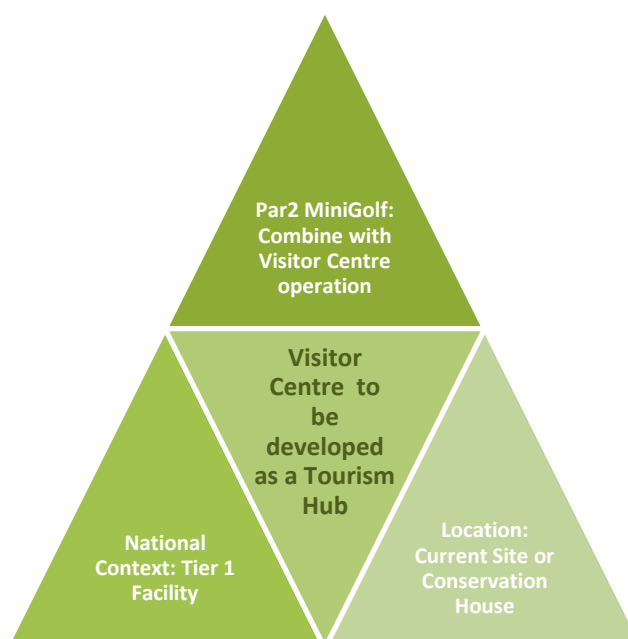 Par2 MiniGolf:
Combine with
Visitor Centre
operation
Visitor
Centre to
be
developed
as a Tourism
Hub
National
Context: Tier 1
Facility
Location:
Current Site or
Conservation
House